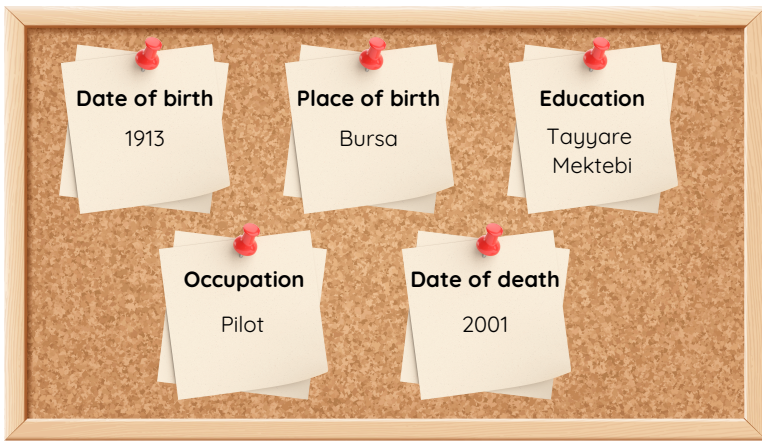 Date of birth
1913
Place of birth
Bursa
Education
Tayyare
Mektebi
Occupation
Pilot
Date of death
2001